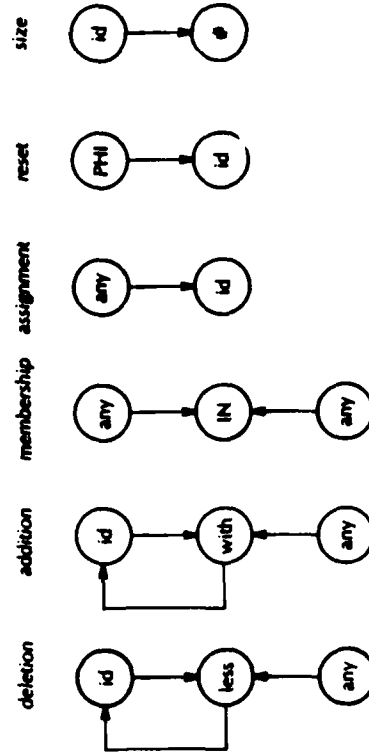 deletion addition membership assignment reset size
id id any any PHI id
less with IN id id #
any any any